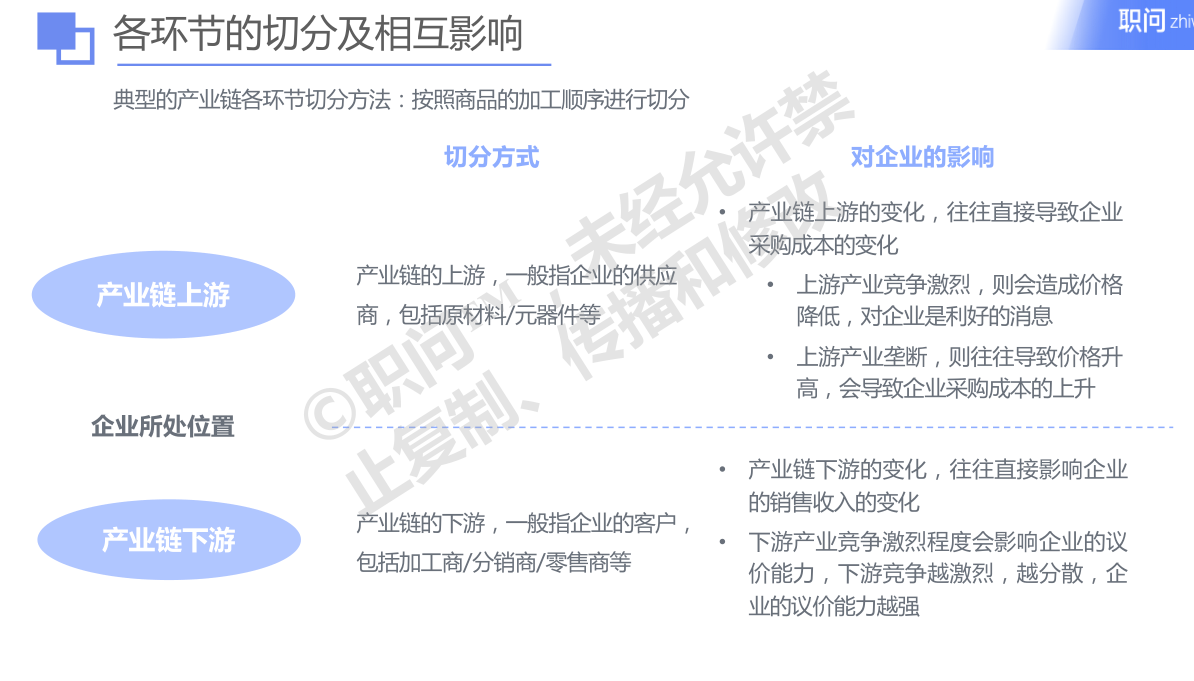 各环节的切分及相互影响
职问 zhiw
典型的产业链各环节切分方法：按照商品的加工顺序进行切分
切分方式
对企业的影响
产业链上游
产业链的上游，一般指企业的供应
商，包括原材料/元器件等
• 产业链上游的变化，往往直接导致企业
采购成本的变化
• 上游产业竞争激烈，则会造成价格
降低，对企业是利好的消息
• 上游产业垄断，则往往导致价格升
高，会导致企业采购成本的上升
企业所处位置
产业链下游
产业链的下游，一般指企业的客户，
包括加工商/分销商/零售商等
• 产业链下游的变化，往往直接影响企业
的销售收入的变化
• 下游产业竞争激烈程度会影响企业的议
价能力，下游竞争越激烈，越分散，企
业的议价能力越强
©职问™，未经允许禁
止复制、传播和修改